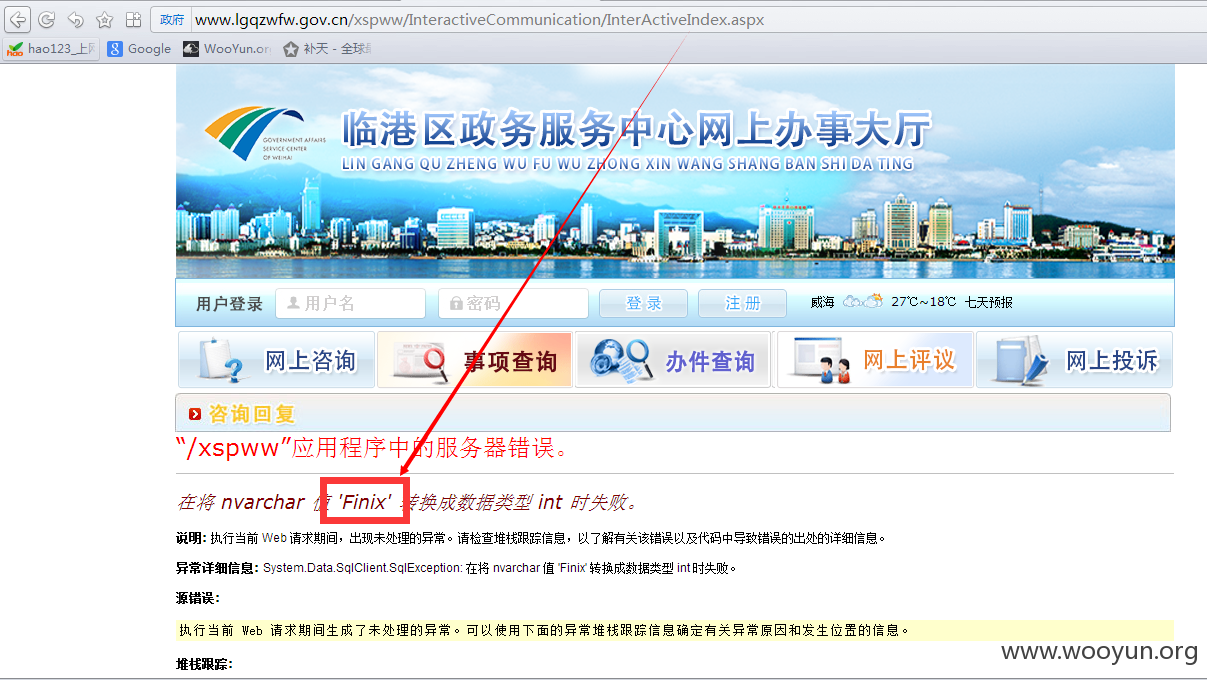 政府 www.lgqzwfw.gov.cn/xspww/InteractiveCommunication/InterActiveIndex.aspx
hao123_上网 Google WooYun.or 补天 - 全球
GOVERNMENT AFFAIRS
SERVICE CENTER
OF WEIHAI
临港区政务服务中心网上办事大厅
LIN GANG QU ZHENG WU FU WU ZHONG XIN WANG SHANG BAN SHI DA TING
用户登录 用户名 密码 登录 注册 威海 27℃~18℃ 七天预报
网上咨询 事项查询 办件查询 网上评议 网上投诉
咨询回复
“/xspww”应用程序中的服务器错误。
在将 nvarchar 值 'Finix' 转换成数据类型 int 时失败。
说明: 执行当前 Web 请求期间，出现未处理的异常。请检查堆栈跟踪信息，以了解有关该错误以及代码中导致错误的出处的详细信息。
异常详细信息: System.Data.SqlClient.SqlException: 在将 nvarchar 值 'Finix' 转换成数据类型 int 时失败。
源错误:
执行当前 Web 请求期间生成了未处理的异常。可以使用下面的异常堆栈跟踪信息确定有关异常原因和发生位置的信息。
www.wooyun.org
堆栈跟踪: